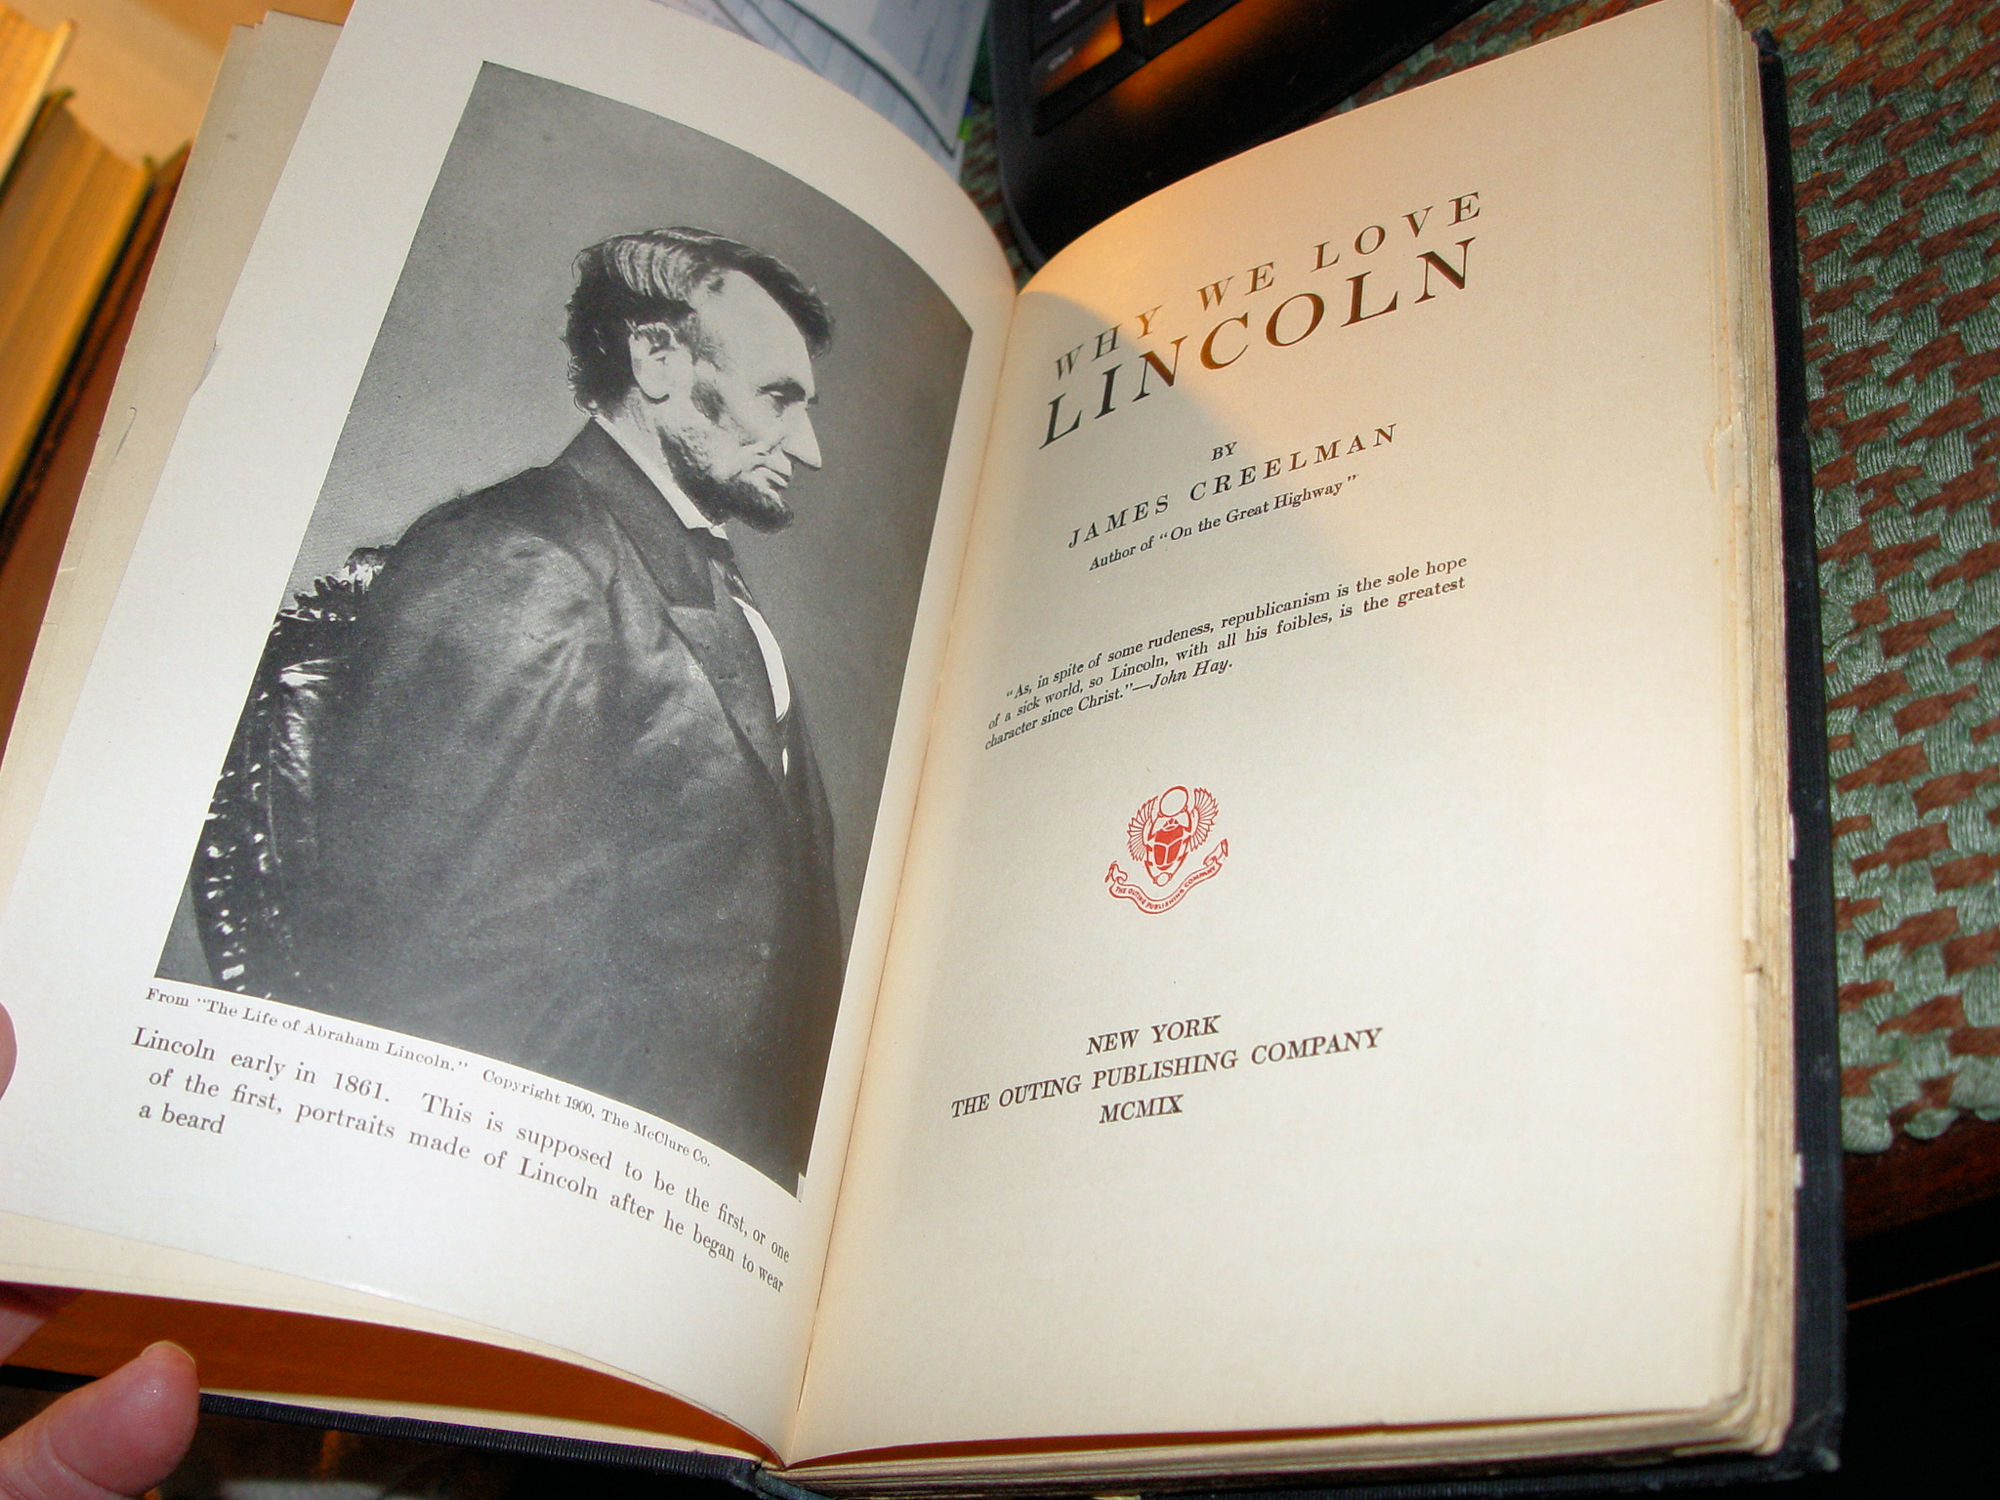 From "The Life of Abraham Lincoln." Copyright 1900. The McClure Co.
Lincoln early in 1861. This is supposed to be the first, or one
of the first, portraits made of Lincoln after he began to wear
a beard
WHY WE LOVE
LINCOLN
BY
JAMES CREELMAN
Author of "On the Great Highway"
"As, in spite of some rudeness, republicanism is the sole hope
of a sick world, so Lincoln, with all his foibles, is the greatest
character since Christ."—John Hay.
THE OUTING PUBLISHING COMPANY
NEW YORK
THE OUTING PUBLISHING COMPANY
MCMIX